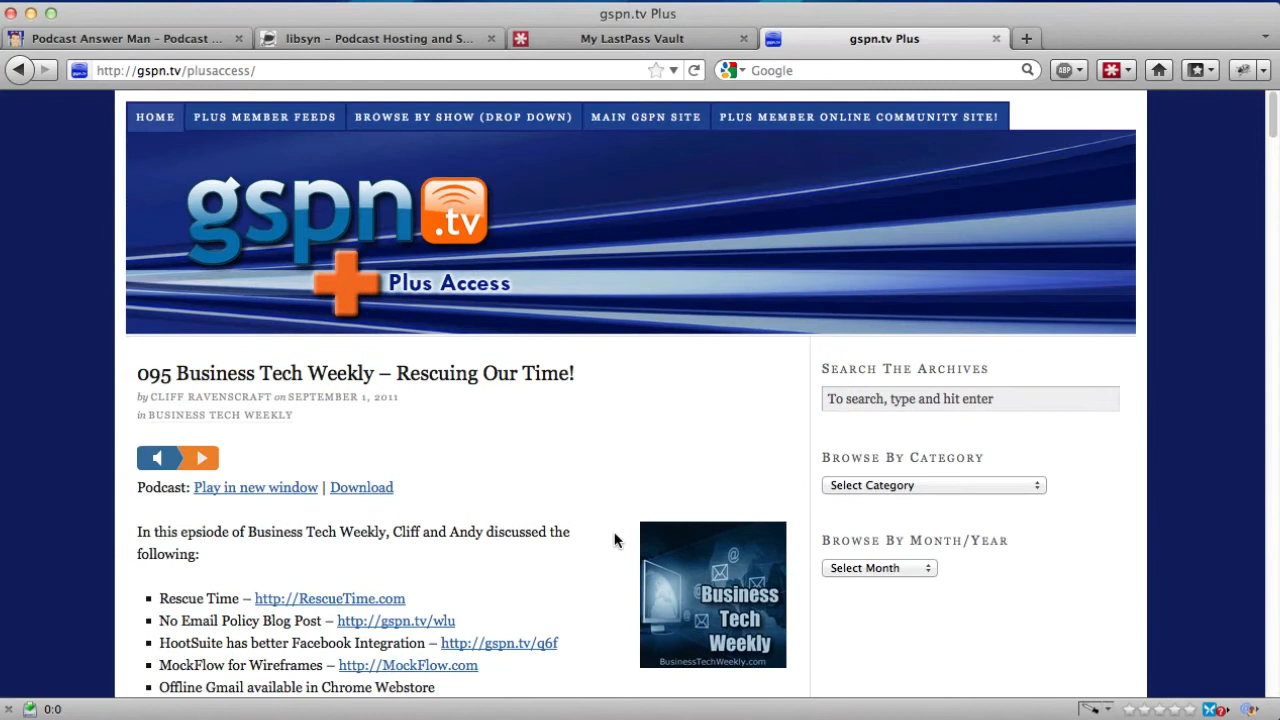 gspn.tv Plus
Podcast Answer Man - Podcast ...
libsyn – Podcast Hosting and S...
My LastPass Vault
gspn.tv Plus
http://gspn.tv/plusaccess/
Google
ABP
HOME
PLUS MEMBER FEEDS
BROWSE BY SHOW (DROP DOWN)
MAIN GSPN SITE
PLUS MEMBER ONLINE COMMUNITY SITE!
gspn
.tv
Plus Access
095 Business Tech Weekly – Rescuing Our Time!
by CLIFF RAVENSCRAFT on SEPTEMBER 1, 2011
in BUSINESS TECH WEEKLY
Podcast: Play in new window | Download
In this epsiode of Business Tech Weekly, Cliff and Andy discussed the
following:
Rescue Time – http://RescueTime.com
No Email Policy Blog Post – http://gspn.tv/wlu
HootSuite has better Facebook Integration – http://gspn.tv/q6f
MockFlow for Wireframes – http://MockFlow.com
Offline Gmail available in Chrome Webstore
Business
Tech
Weekly
BusinessTechWeekly.com
SEARCH THE ARCHIVES
To search, type and hit enter
BROWSE BY CATEGORY
Select Category
BROWSE BY MONTH/YEAR
Select Month
0:0